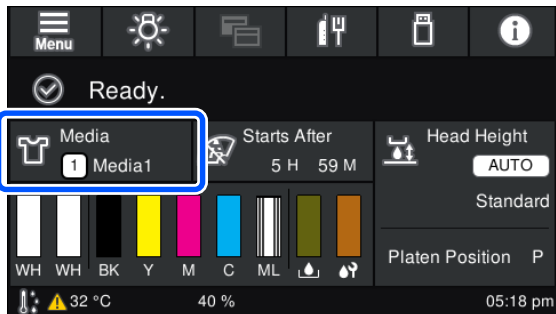 Menu
Ready.
Media
1 Media1
Starts After
5 H 59 M
Head Height
AUTO
Standard
WH WH BK Y M C ML
Platen Position P
32 °C 40 % 05:18 pm